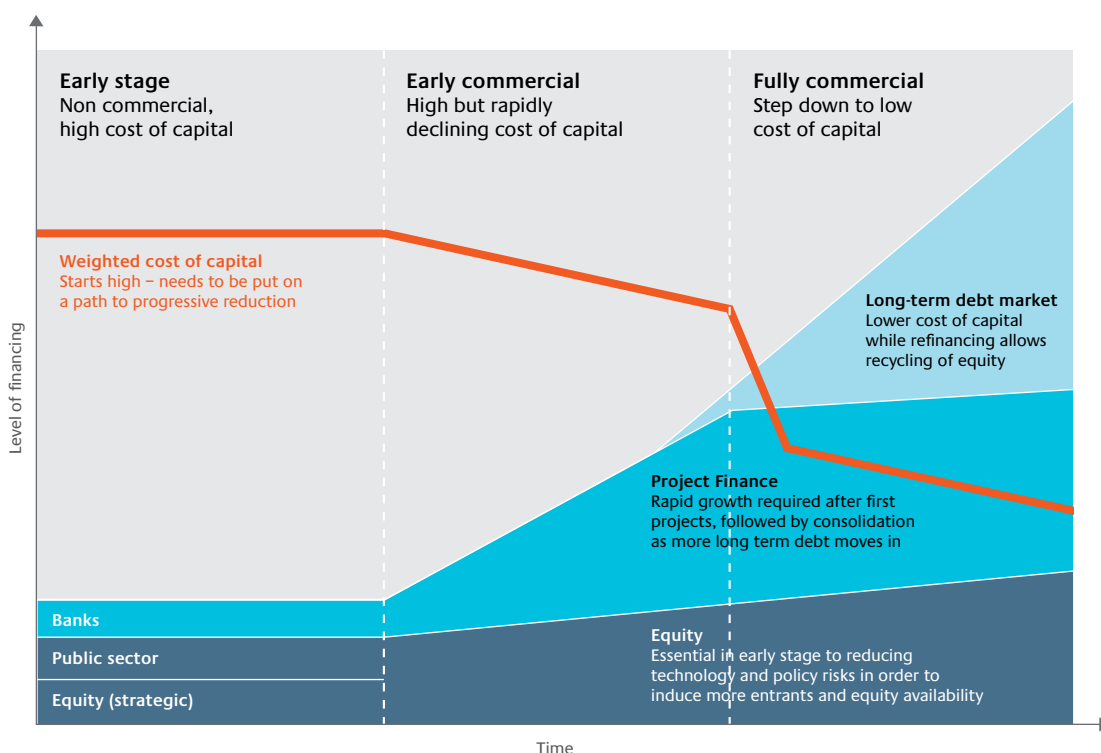 Early stage
Non commercial,
high cost of capital
Early commercial
High but rapidly
declining cost of capital
Fully commercial
Step down to low
cost of capital
Weighted cost of capital
Starts high – needs to be put on
a path to progressive reduction
Long-term debt market
Lower cost of capital
while refinancing allows
recycling of equity
Project Finance
Rapid growth required after first
projects, followed by consolidation
as more long term debt moves in
Banks
Public sector
Equity (strategic)
Equity
Essential in early stage to reducing
technology and policy risks in order to
induce more entrants and equity availability
Level of financing
Time